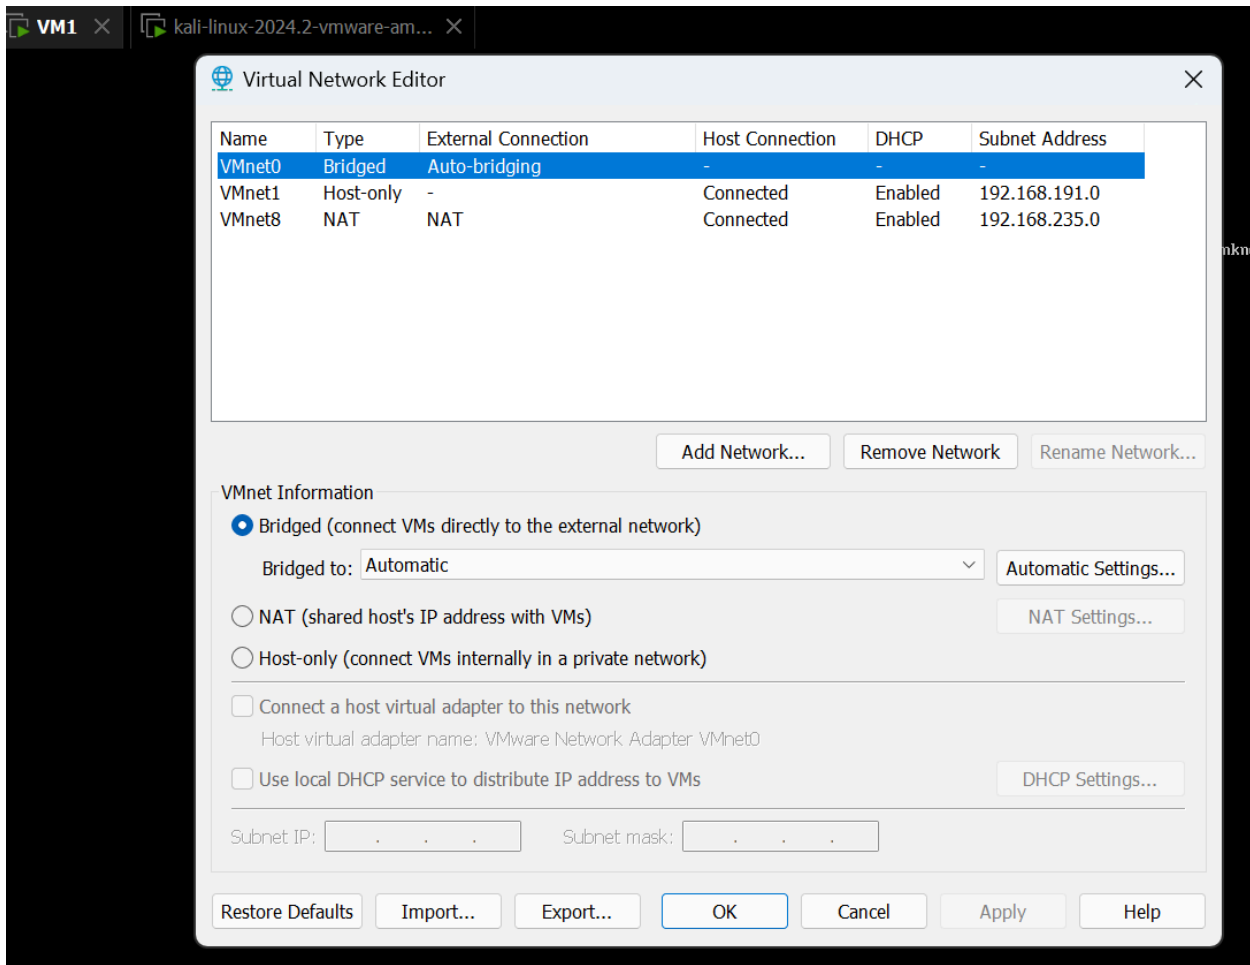 VM1 kali-linux-2024.2-vmware-am...
Virtual Network Editor
Name Type External Connection Host Connection DHCP Subnet Address
VMnet0 Bridged Auto-bridging - - -
VMnet1 Host-only - Connected Enabled 192.168.191.0
VMnet8 NAT NAT Connected Enabled 192.168.235.0
Add Network... Remove Network Rename Network...
VMnet Information
Bridged (connect VMs directly to the external network)
Bridged to: Automatic Automatic Settings...
NAT (shared host's IP address with VMs) NAT Settings...
Host-only (connect VMs internally in a private network)
Connect a host virtual adapter to this network
Host virtual adapter name: VMware Network Adapter VMnet0
Use local DHCP service to distribute IP address to VMs DHCP Settings...
Subnet IP: . . . Subnet mask: . . .
Restore Defaults Import... Export... OK Cancel Apply Help